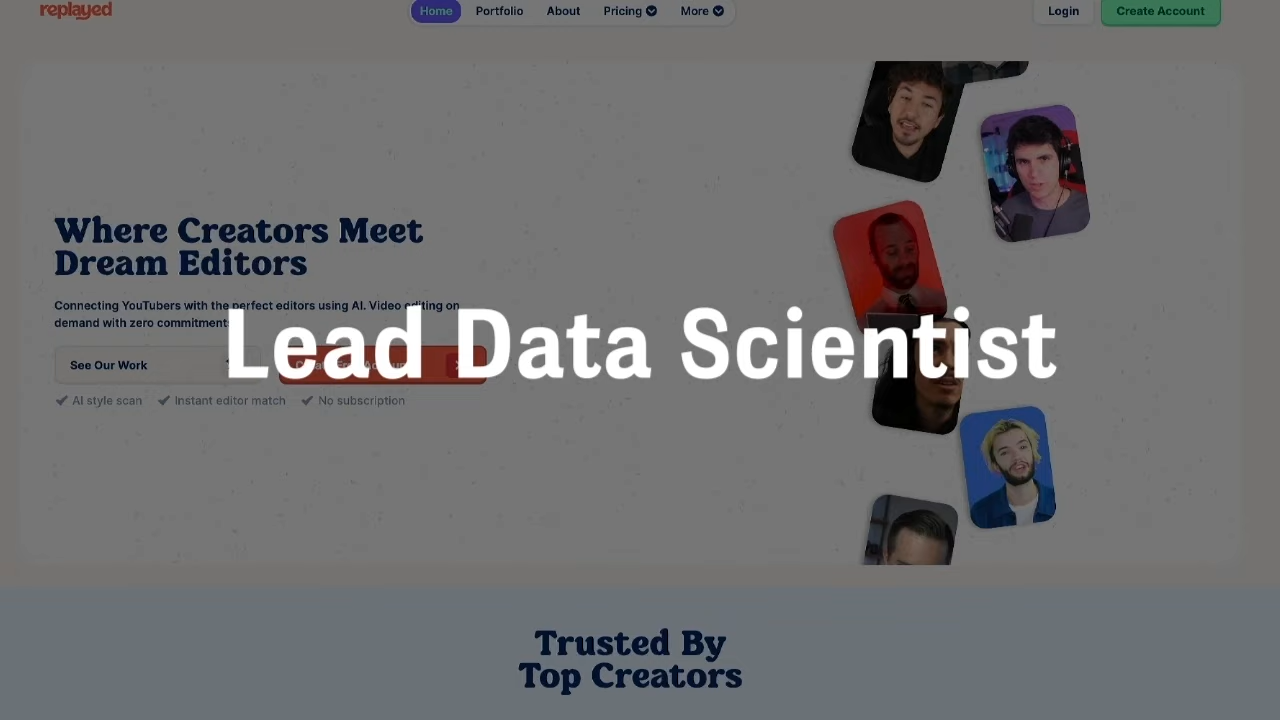 replayed
Home Portfolio About Pricing More
Login Create Account
Where Creators Meet
Dream Editors
Connecting YouTubers with the perfect editors using AI. Video editing on
demand with zero commitment
Lead Data Scientist
See Our Work
AI style scan Instant editor match No subscription
Trusted By
Top Creators